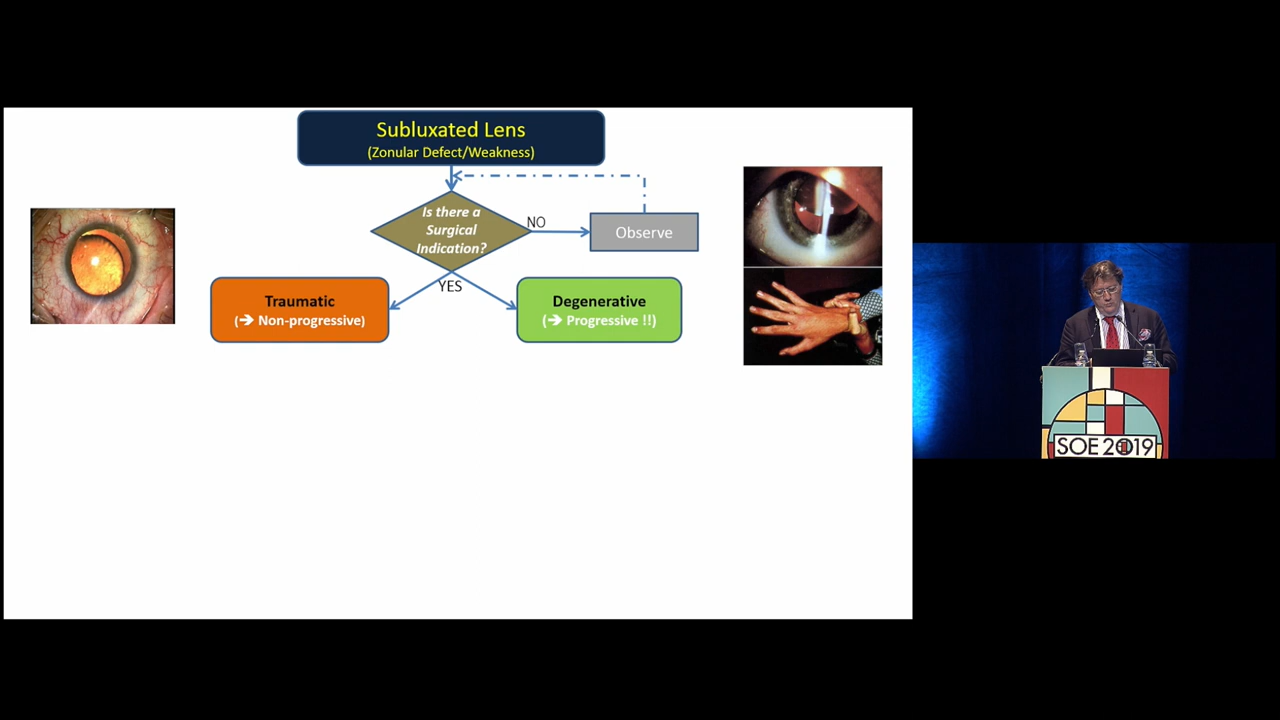 Subluxated Lens
(Zonular Defect/Weakness)
Is there a
Surgical
Indication?
NO
Observe
YES
Traumatic
(➔ Non-progressive)
Degenerative
(➔ Progressive !!)
SOE 2019